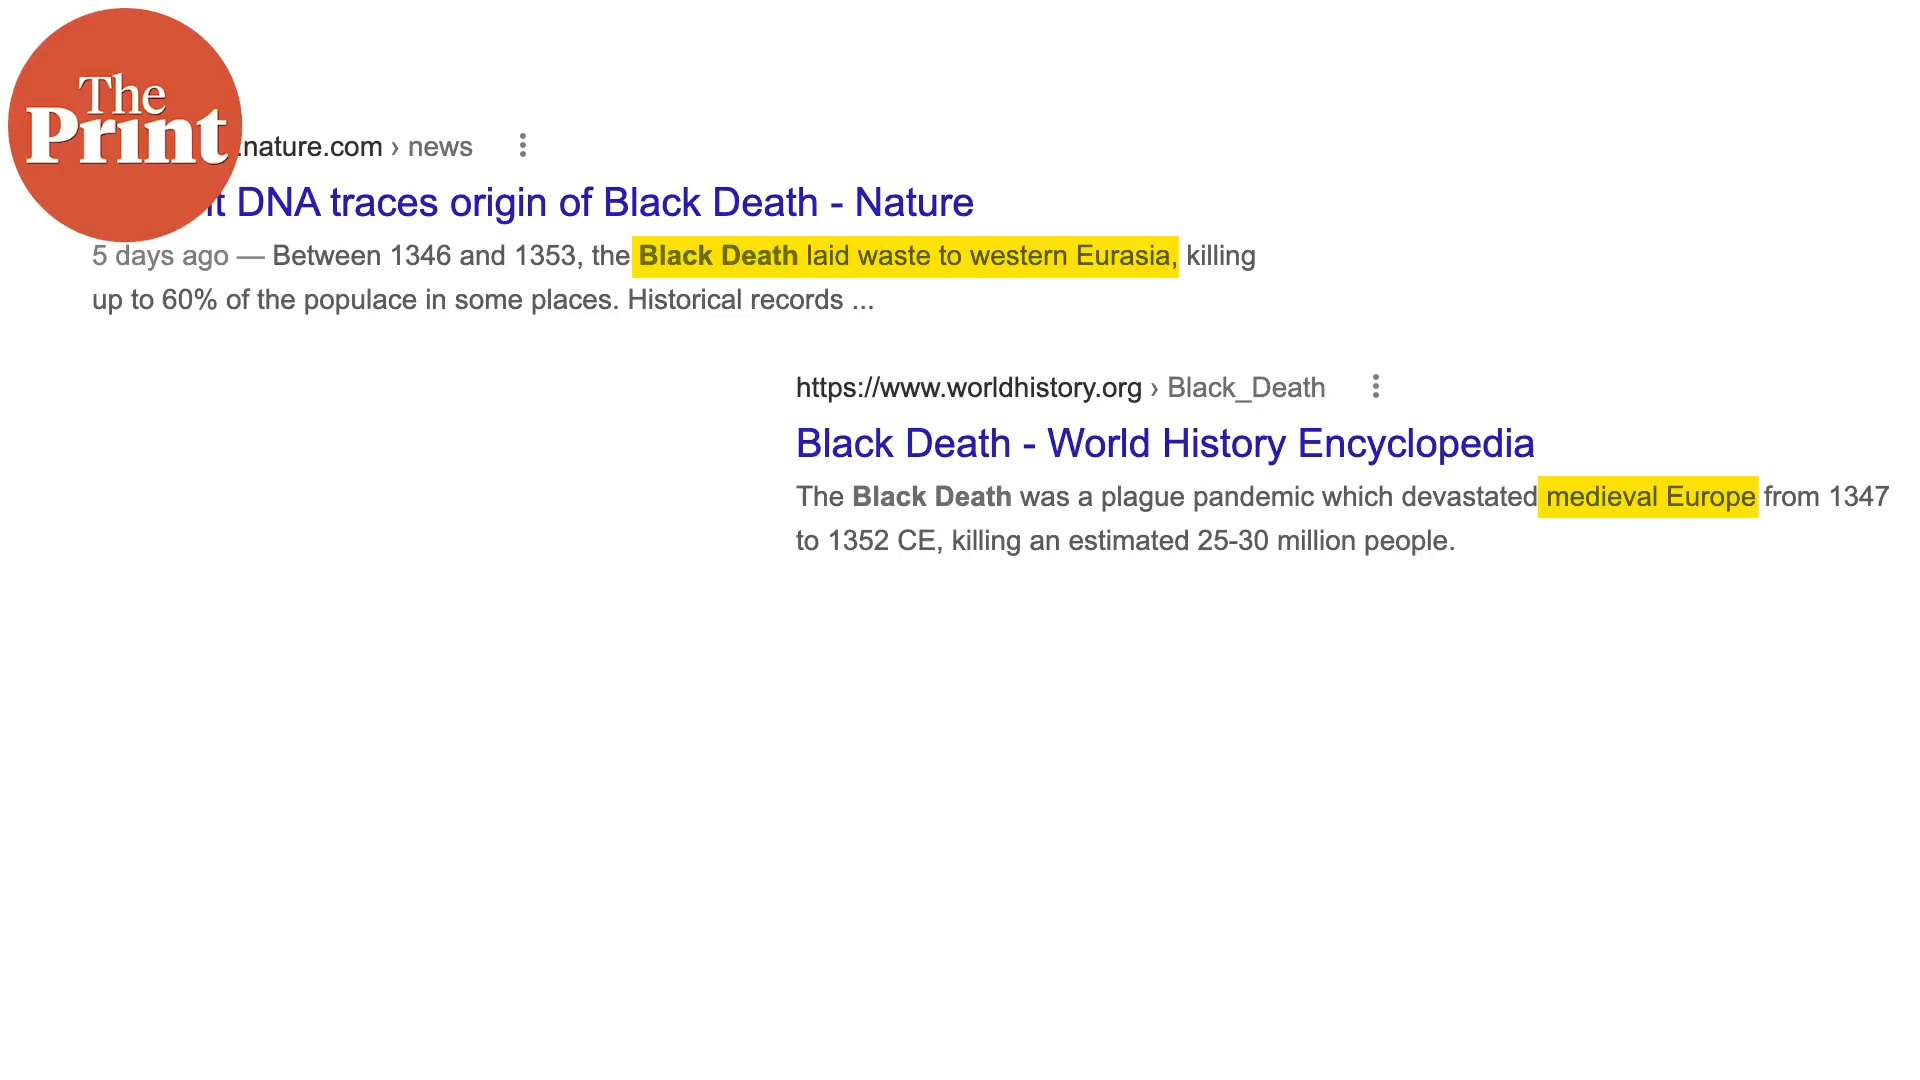 The
Print
.nature.com › news
t DNA traces origin of Black Death - Nature
5 days ago — Between 1346 and 1353, the Black Death laid waste to western Eurasia, killing
up to 60% of the populace in some places. Historical records ...
https://www.worldhistory.org › Black_Death
Black Death - World History Encyclopedia
The Black Death was a plague pandemic which devastated medieval Europe from 1347
to 1352 CE, killing an estimated 25-30 million people.